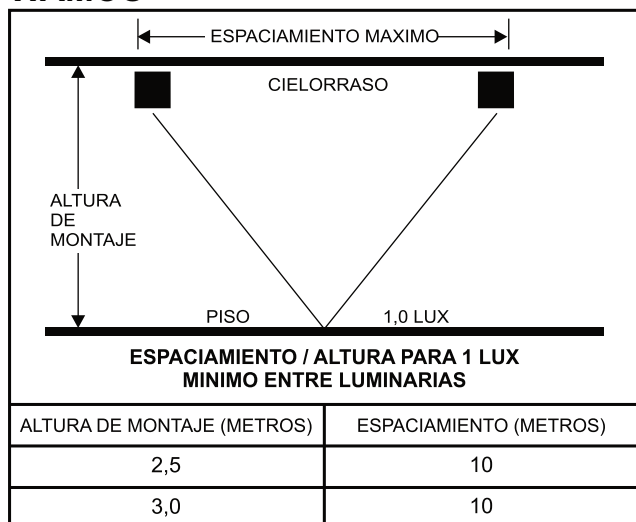 ESPACIAMIENTO MAXIMO
CIELORRASO
ALTURA
DE
MONTAJE
PISO
1,0 LUX
ESPACIAMIENTO / ALTURA PARA 1 LUX
MINIMO ENTRE LUMINARIAS
ALTURA DE MONTAJE (METROS) ESPACIAMIENTO (METROS)
2,5 10
3,0 10